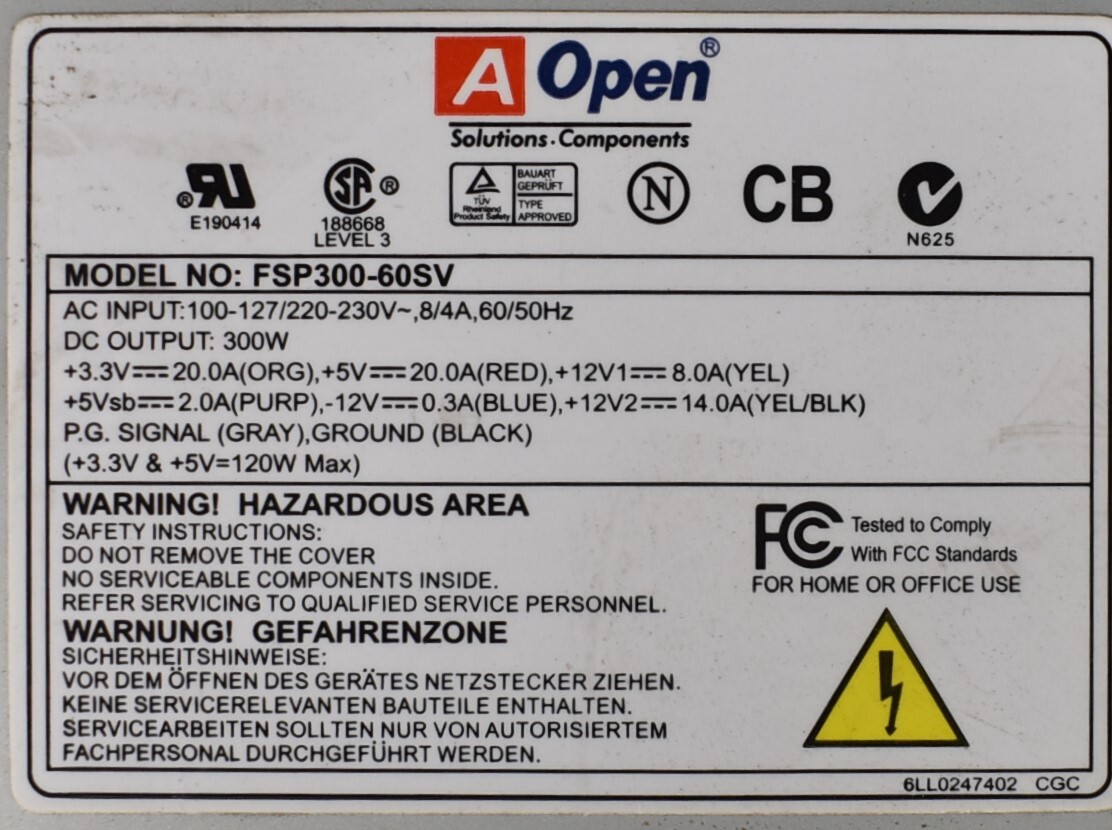 A Open®
Solutions·Components
® RU ® SA TÜV Rheinland Product Safety BAUART GEPRÜFT TYPE APPROVED N CB
E190414 188668 LEVEL 3 N625
MODEL NO: FSP300-60SV
AC INPUT:100-127/220-230V~,8/4A,60/50Hz
DC OUTPUT: 300W
+3.3V⎓20.0A(ORG),+5V⎓20.0A(RED),+12V1⎓8.0A(YEL)
+5Vsb⎓2.0A(PURP),-12V⎓0.3A(BLUE),+12V2⎓14.0A(YEL/BLK)
P.G. SIGNAL (GRAY),GROUND (BLACK)
(+3.3V & +5V=120W Max)
WARNING! HAZARDOUS AREA
SAFETY INSTRUCTIONS:
DO NOT REMOVE THE COVER
NO SERVICEABLE COMPONENTS INSIDE.
REFER SERVICING TO QUALIFIED SERVICE PERSONNEL.
WARNUNG! GEFAHRENZONE
SICHERHEITSHINWEISE:
VOR DEM ÖFFNEN DES GERÄTES NETZSTECKER ZIEHEN.
KEINE SERVICERELEVANTEN BAUTEILE ENTHALTEN.
SERVICEARBEITEN SOLLTEN NUR VON AUTORISIERTEM
FACHPERSONAL DURCHGEFÜHRT WERDEN.
FCC Tested to Comply
With FCC Standards
FOR HOME OR OFFICE USE
6LL0247402 CGC